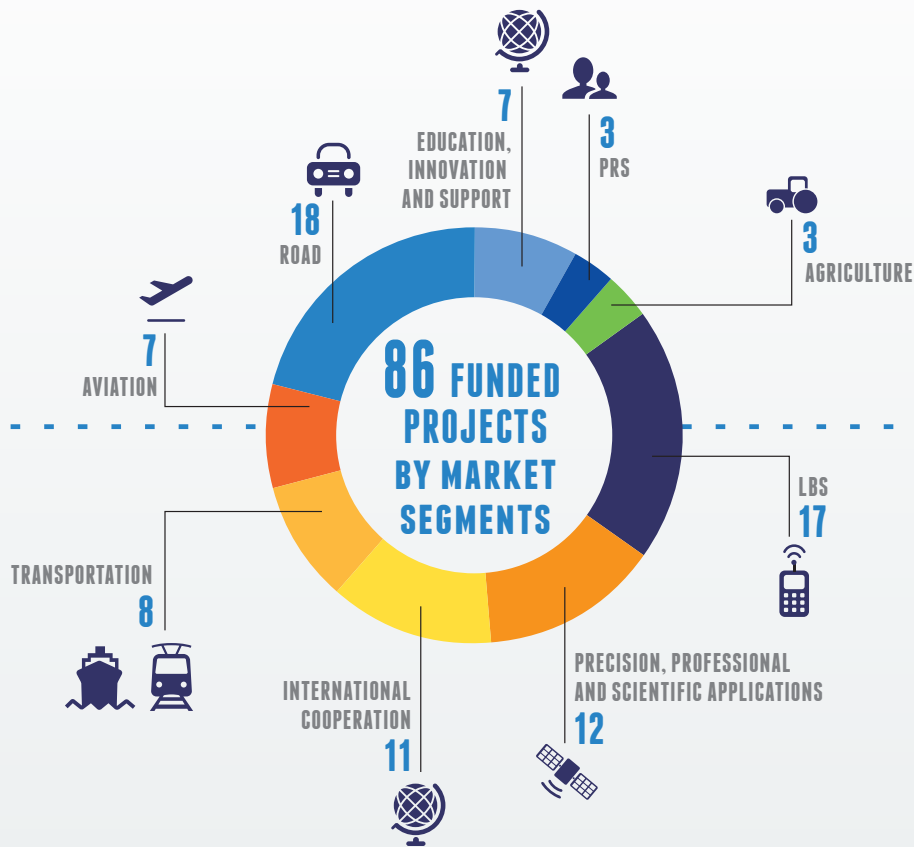 7
EDUCATION,
INNOVATION
AND SUPPORT
3
PRS
3
AGRICULTURE
18
ROAD
7
AVIATION
86 FUNDED
PROJECTS
BY MARKET
SEGMENTS
LBS
17
TRANSPORTATION
8
PRECISION, PROFESSIONAL
AND SCIENTIFIC APPLICATIONS
12
INTERNATIONAL
COOPERATION
11